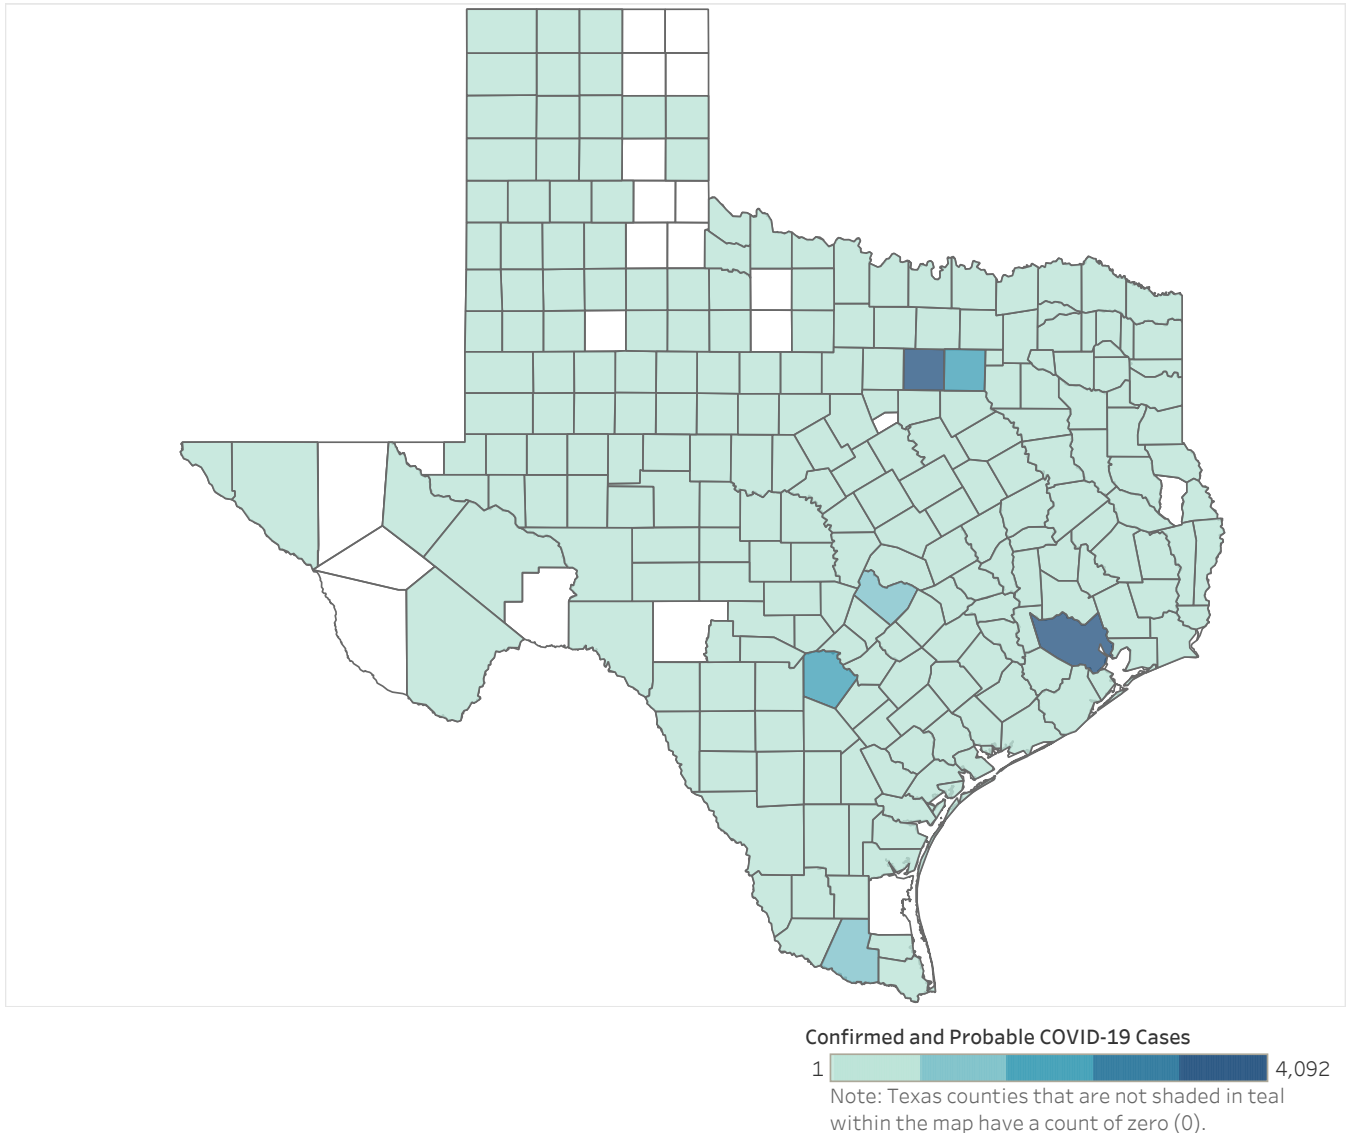 Confirmed and Probable COVID-19 Cases
1 4,092
Note: Texas counties that are not shaded in teal
within the map have a count of zero (0).